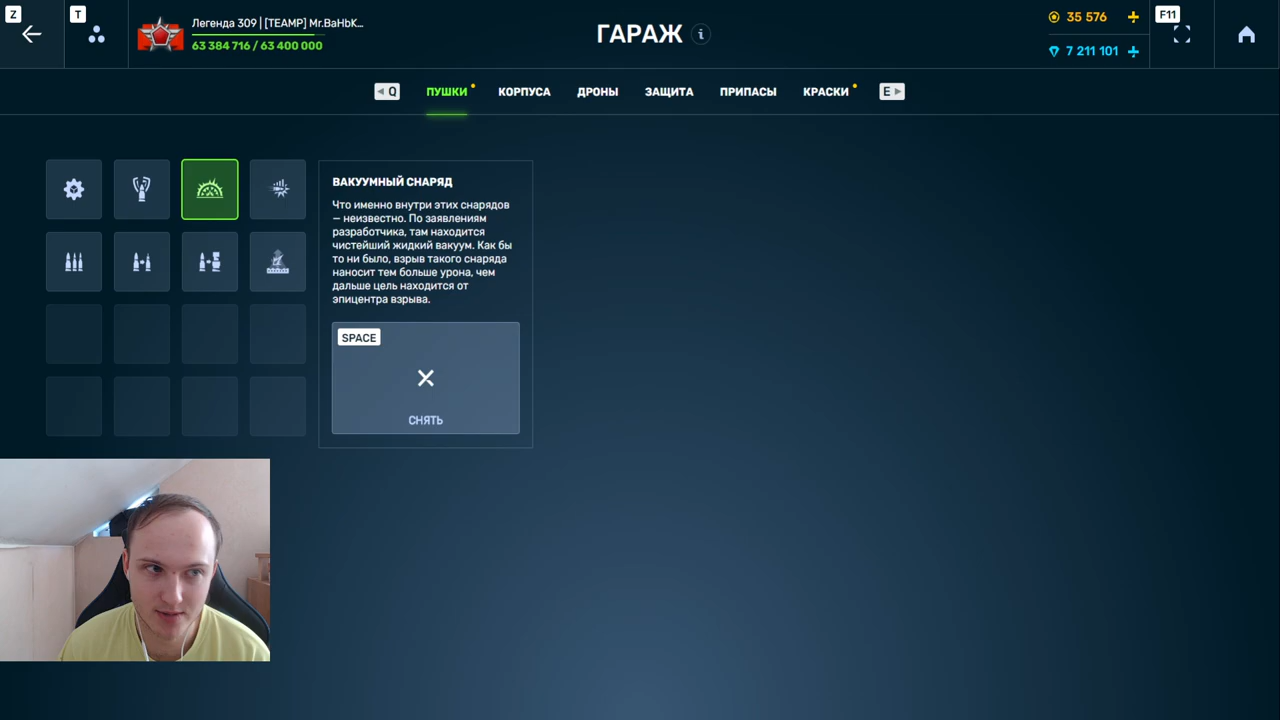 Z
T
Легенда 309 | [TEAMP] Mr.BaHbK...
63 384 716 / 63 400 000
ГАРАЖ
35 576
7 211 101
F11
Q
ПУШКИ
КОРПУСА
ДРОНЫ
ЗАЩИТА
ПРИПАСЫ
КРАСКИ
E
ВАКУУМНЫЙ СНАРЯД
Что именно внутри этих снарядов
— неизвестно. По заявлениям
разработчика, там находится
чистейший жидкий вакуум. Как бы
то ни было, взрыв такого снаряда
наносит тем больше урона, чем
дальше цель находится от
эпицентра взрыва.
SPACE
СНЯТЬ